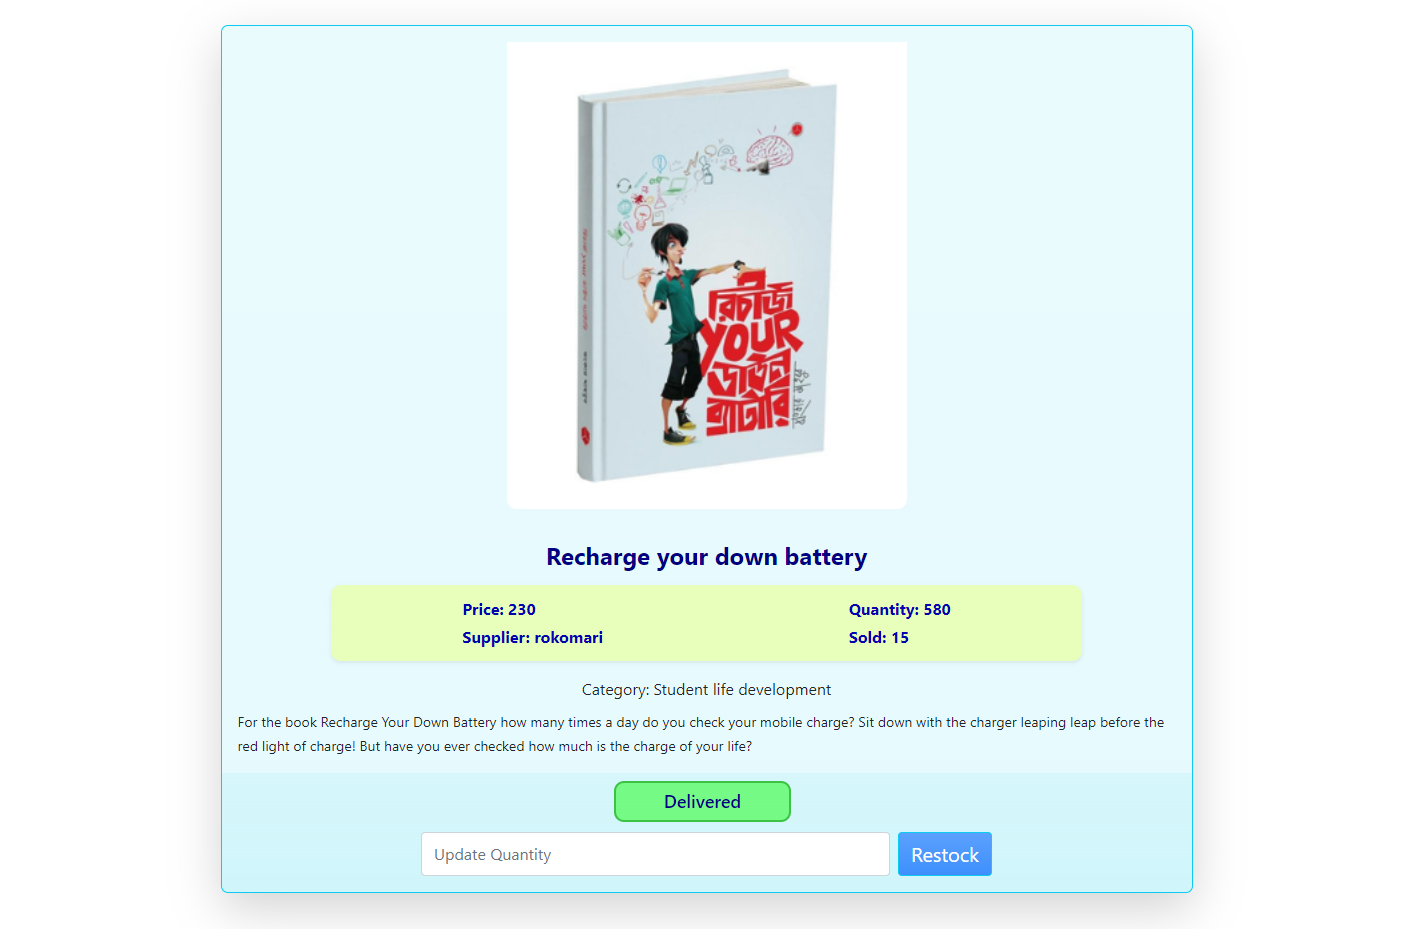 রিচার্জ
YOUR
ডাউন
ব্যাটারি
Recharge your down battery
Price: 230
Quantity: 580
Supplier: rokomari
Sold: 15
Category: Student life development
For the book Recharge Your Down Battery how many times a day do you check your mobile charge? Sit down with the charger leaping leap before the
red light of charge! But have you ever checked how much is the charge of your life?
Delivered
Update Quantity
Restock